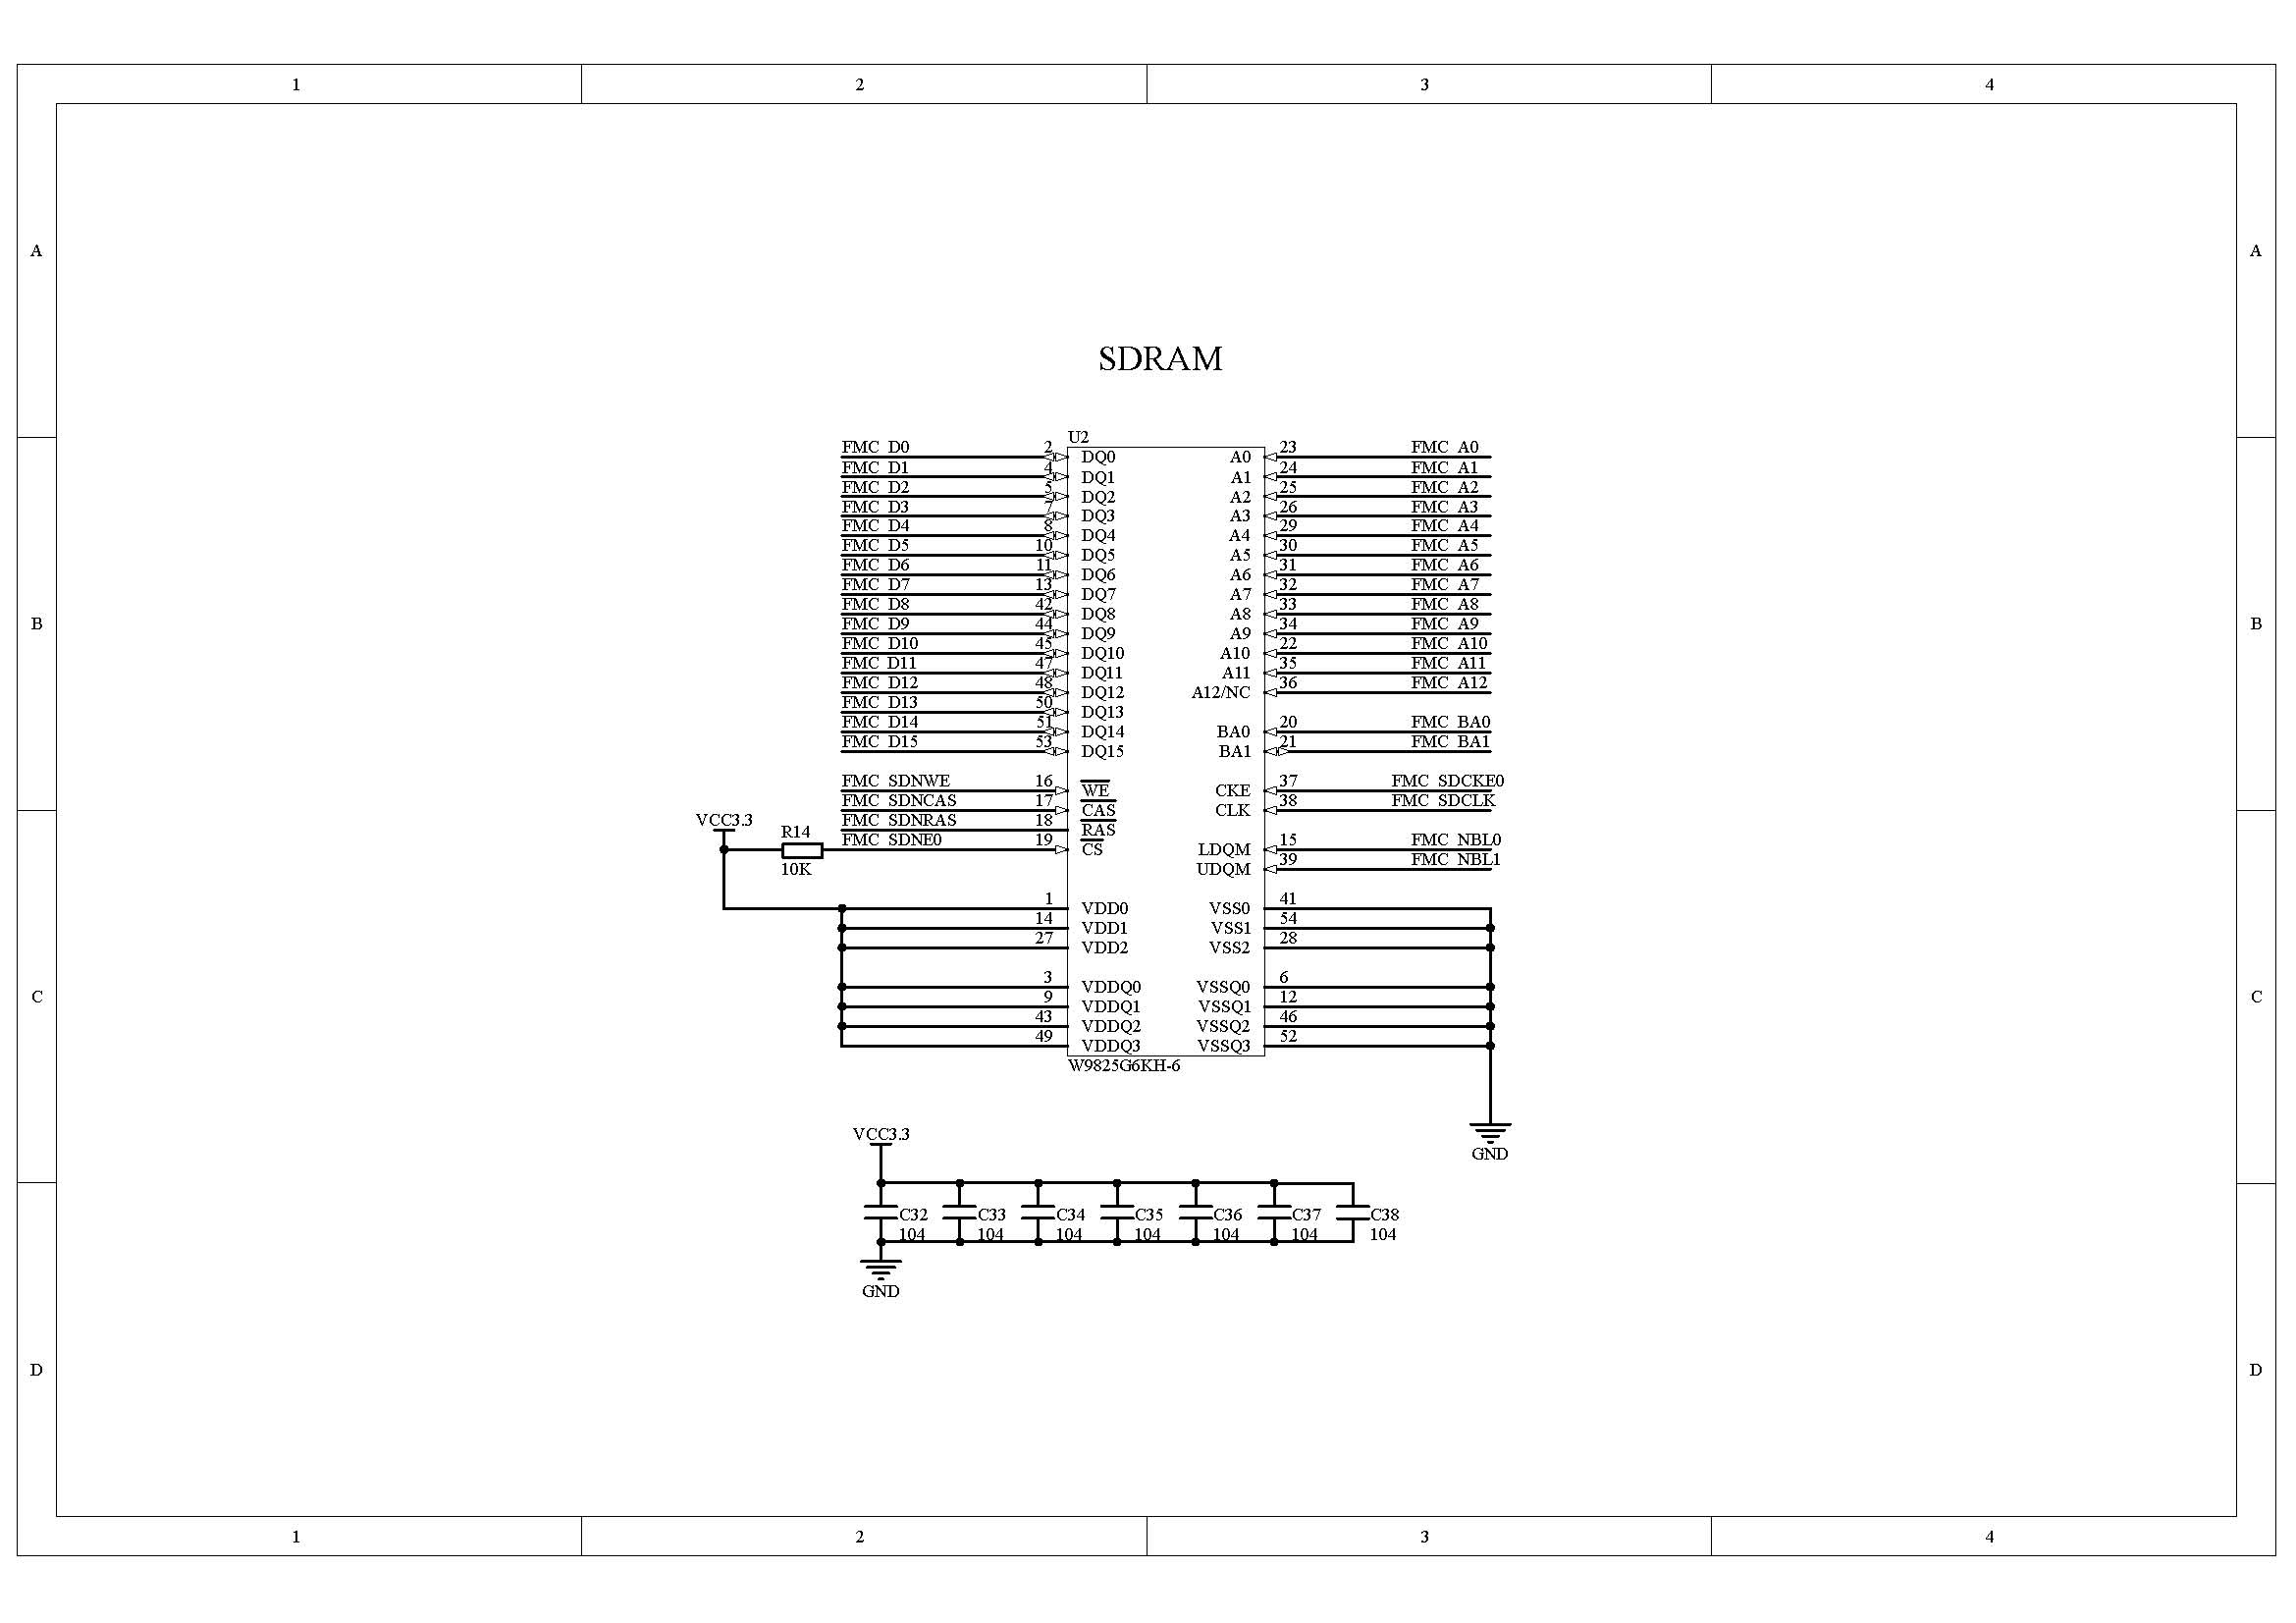 1 2 3 4
A A
SDRAM
U2
FMC_D0 2 DQ0 A0 23 FMC_A0
FMC_D1 4 DQ1 A1 24 FMC_A1
FMC_D2 5 DQ2 A2 25 FMC_A2
FMC_D3 7 DQ3 A3 26 FMC_A3
FMC_D4 8 DQ4 A4 29 FMC_A4
FMC_D5 10 DQ5 A5 30 FMC_A5
FMC_D6 11 DQ6 A6 31 FMC_A6
FMC_D7 13 DQ7 A7 32 FMC_A7
FMC_D8 42 DQ8 A8 33 FMC_A8
B B
FMC_D9 44 DQ9 A9 34 FMC_A9
FMC_D10 45 DQ10 A10 22 FMC_A10
FMC_D11 47 DQ11 A11 35 FMC_A11
FMC_D12 48 DQ12 A12/NC 36 FMC_A12
FMC_D13 50 DQ13
FMC_D14 51 DQ14 BA0 20 FMC_BA0
FMC_D15 53 DQ15 BA1 21 FMC_BA1
FMC_SDNWE 16 WE CKE 37 FMC_SDCKE0
FMC_SDNCAS 17 CAS CLK 38 FMC_SDCLK
VCC3.3 FMC_SDNRAS 18 RAS
R14 FMC_SDNE0 19 CS LDQM 15 FMC_NBL0
10K UDQM 39 FMC_NBL1
1 VDD0 VSS0 41
14 VDD1 VSS1 54
27 VDD2 VSS2 28
3 VDDQ0 VSSQ0 6
C C
9 VDDQ1 VSSQ1 12
43 VDDQ2 VSSQ2 46
49 VDDQ3 VSSQ3 52
W9825G6KH-6
VCC3.3
GND
C32 C33 C34 C35 C36 C37 C38
104 104 104 104 104 104 104
GND
D D
1 2 3 4